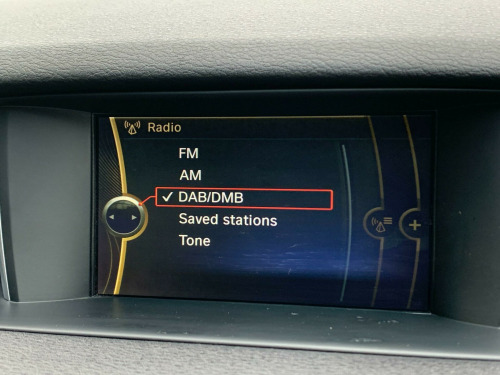 Radio
FM
AM
✓ DAB/DMB
Saved stations
Tone